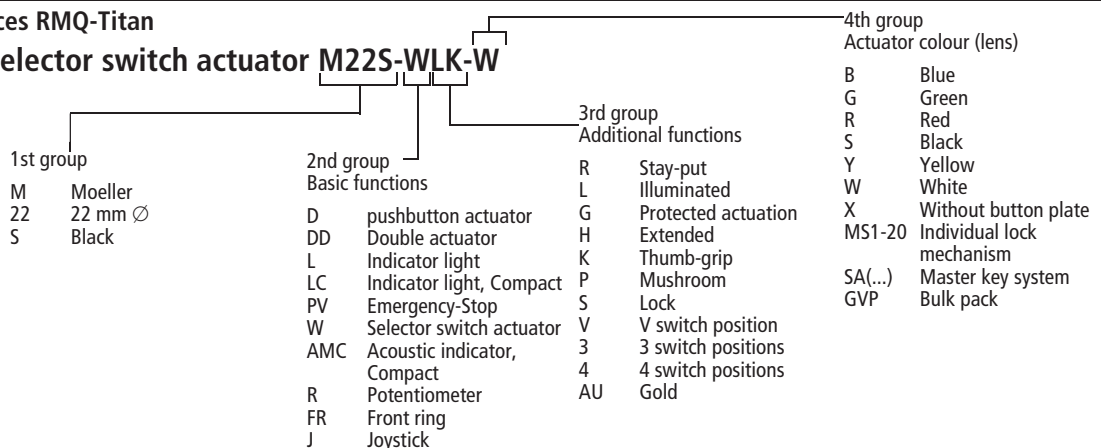 ces RMQ-Titan
elector switch actuator M22S-WLK-W
1st group
M Moeller
22 22 mm ∅
S Black
2nd group
Basic functions
D pushbutton actuator
DD Double actuator
L Indicator light
LC Indicator light, Compact
PV Emergency-Stop
W Selector switch actuator
AMC Acoustic indicator,
Compact
R Potentiometer
FR Front ring
J Joystick
3rd group
Additional functions
R Stay-put
L Illuminated
G Protected actuation
H Extended
K Thumb-grip
P Mushroom
S Lock
V V switch position
3 3 switch positions
4 4 switch positions
AU Gold
4th group
Actuator colour (lens)
B Blue
G Green
R Red
S Black
Y Yellow
W White
X Without button plate
MS1-20 Individual lock
mechanism
SA(...) Master key system
GVP Bulk pack